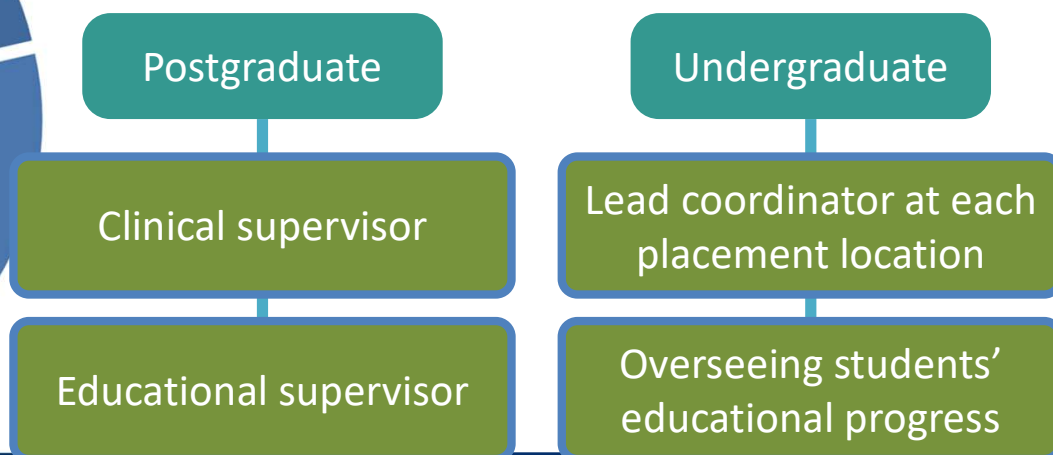 Postgraduate
Clinical supervisor
Educational supervisor
Undergraduate
Lead coordinator at each
placement location
Overseeing students’
educational progress